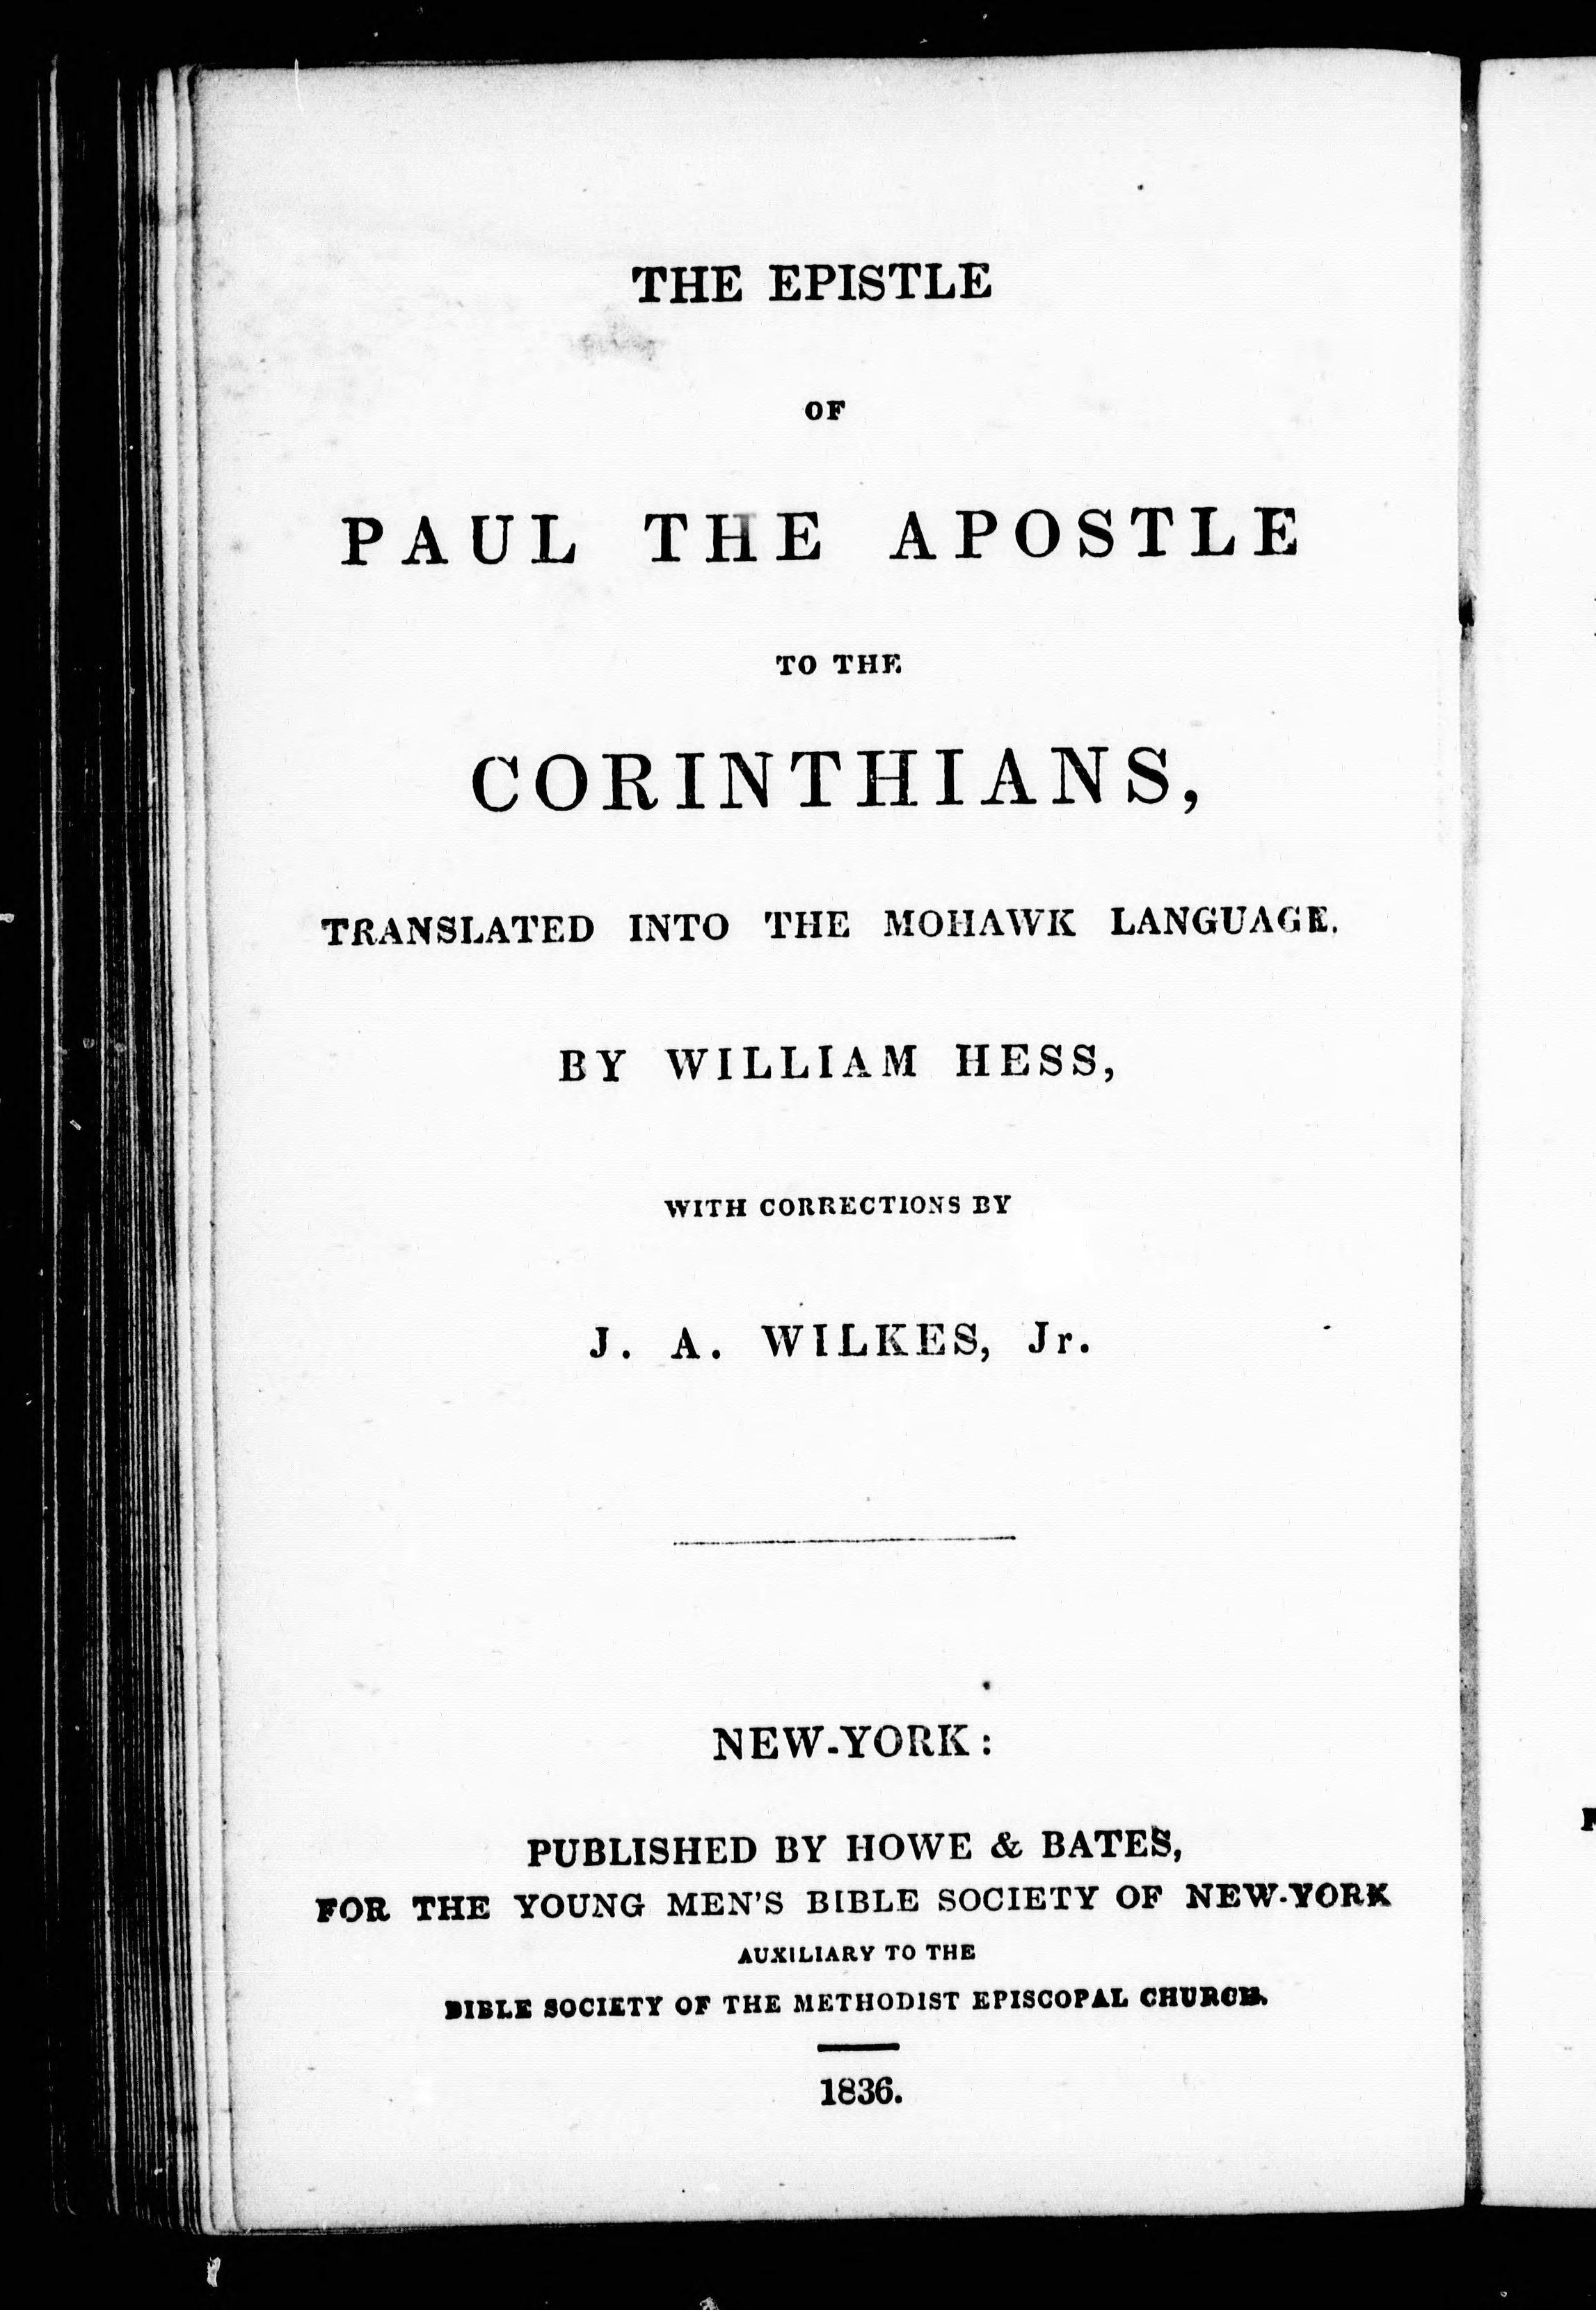 THE EPISTLE
OF
PAUL THE APOSTLE
TO THE
CORINTHIANS,
TRANSLATED INTO THE MOHAWK LANGUAGE.
BY WILLIAM HESS,
WITH CORRECTIONS BY
J. A. WILKES, Jr.
NEW-YORK:
PUBLISHED BY HOWE & BATES,
FOR THE YOUNG MEN'S BIBLE SOCIETY OF NEW-YORK
AUXILIARY TO THE
BIBLE SOCIETY OF THE METHODIST EPISCOPAL CHURCH.
1836.